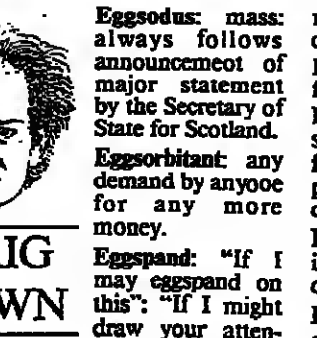 Eggsodus: mass:
always follows
announcemeot of
major statement
by the Secretary of
State for Scotland.
Eggsorbitant: any
demand by anyooe
for any more
money.
Eggspand: "If I
may eggspand on
this": "If I might
draw your atten-
IG
WN